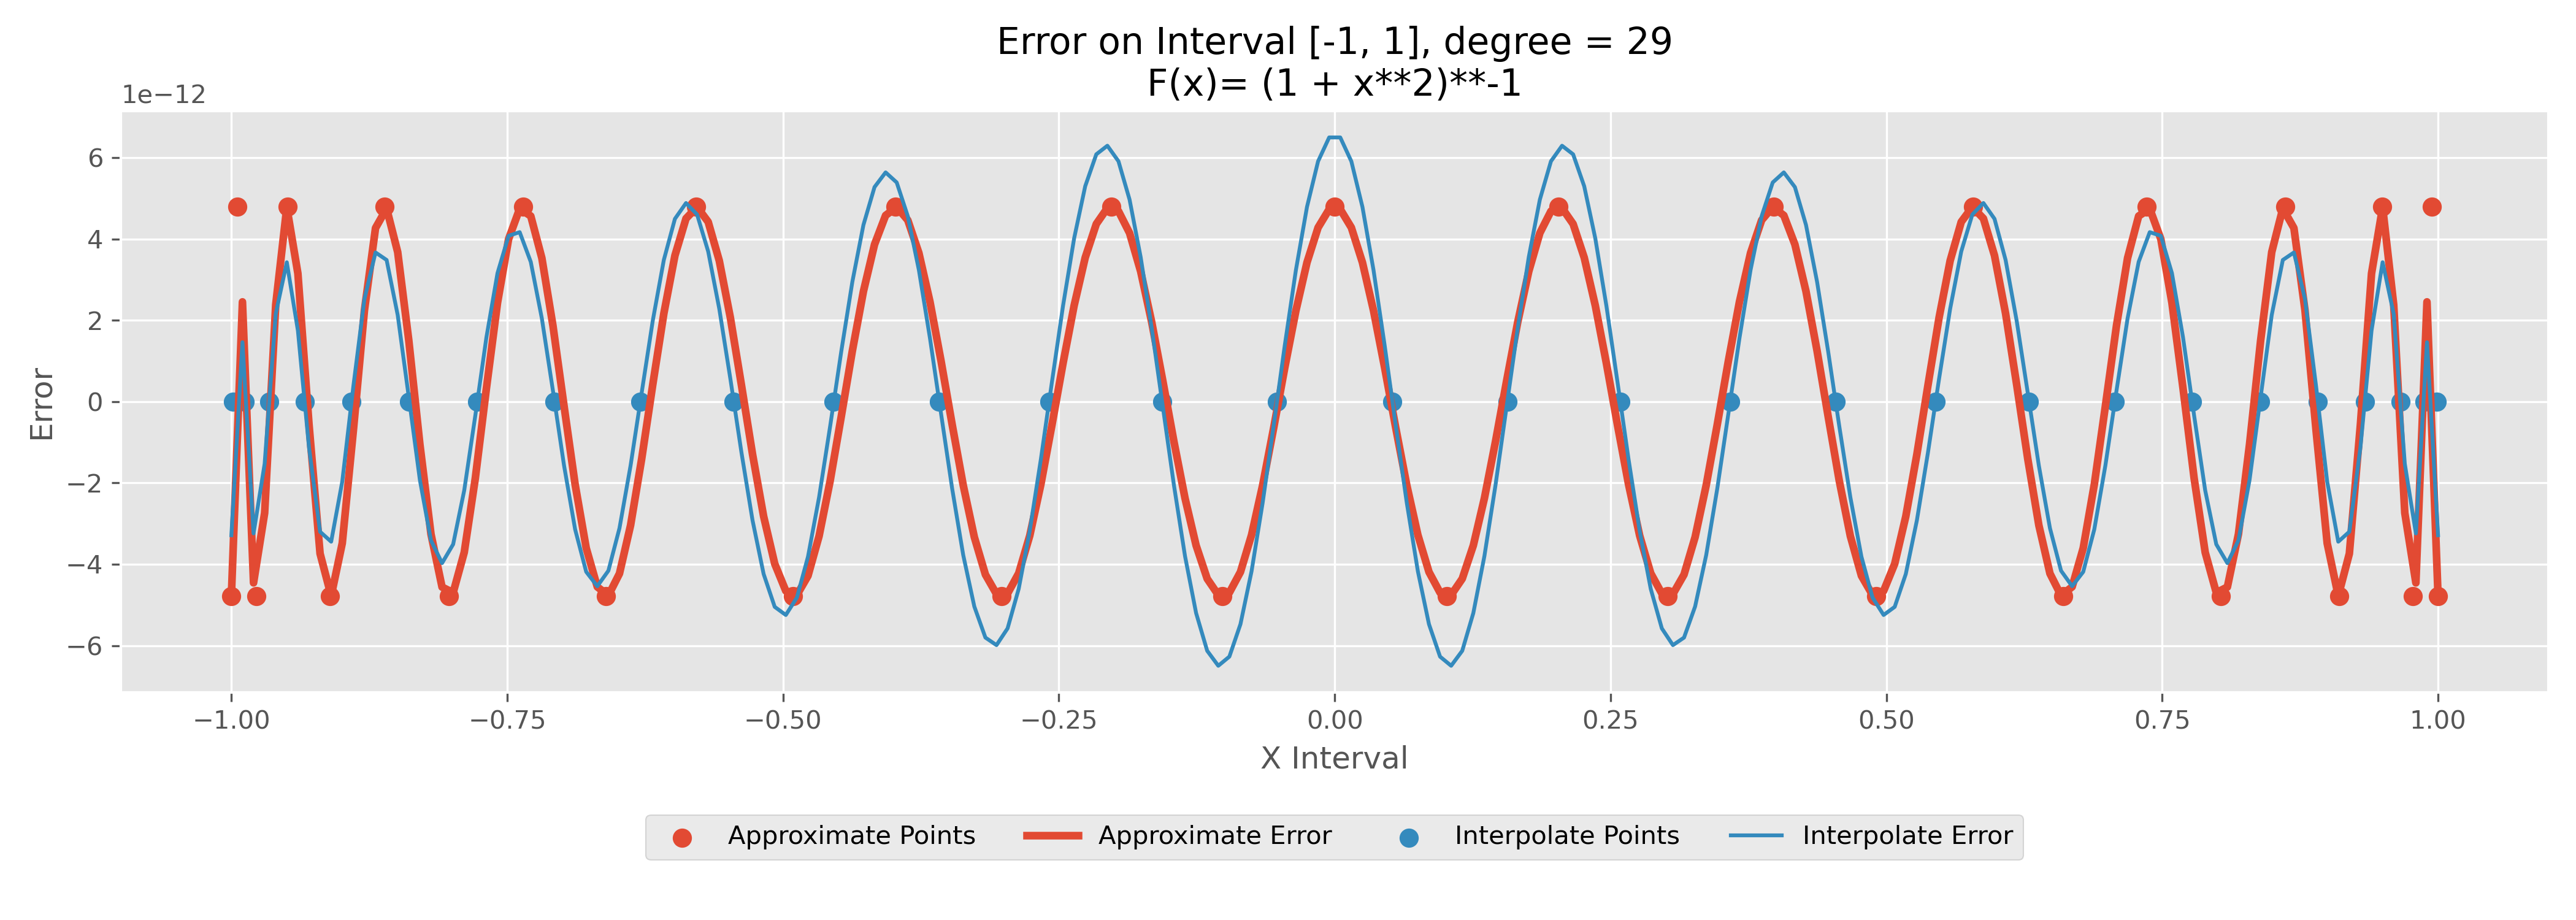 Error on Interval [-1, 1], degree = 29
F(x)= (1 + x**2)**-1
1e−12
6
4
2
0
−2
−4
−6
Error
−1.00 −0.75 −0.50 −0.25 0.00 0.25 0.50 0.75 1.00
X Interval
Approximate Points Approximate Error Interpolate Points Interpolate Error